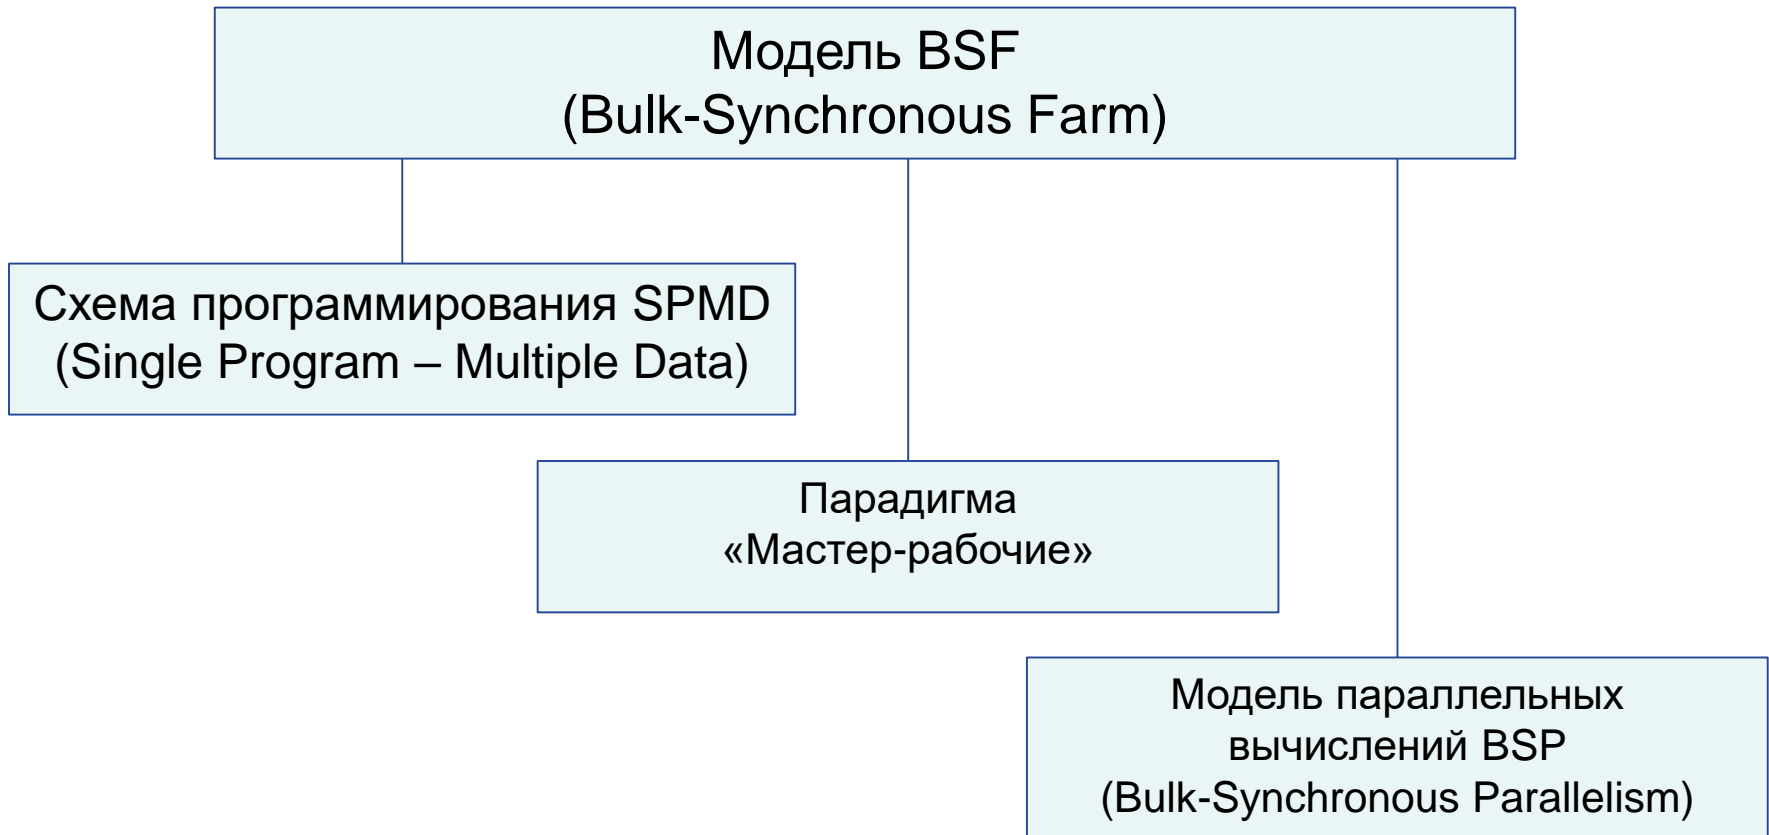 Модель BSF
(Bulk-Synchronous Farm)
Схема программирования SPMD
(Single Program – Multiple Data)
Парадигма
«Мастер-рабочие»
Модель параллельных
вычислений BSP
(Bulk-Synchronous Parallelism)